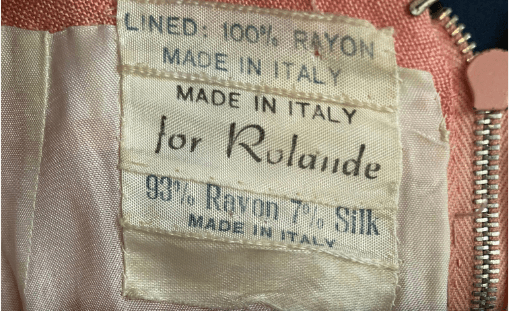 LINED: 100% RAYON
MADE IN ITALY
MADE IN ITALY
for Rolande
93% Rayon 7% Silk
MADE IN ITALY